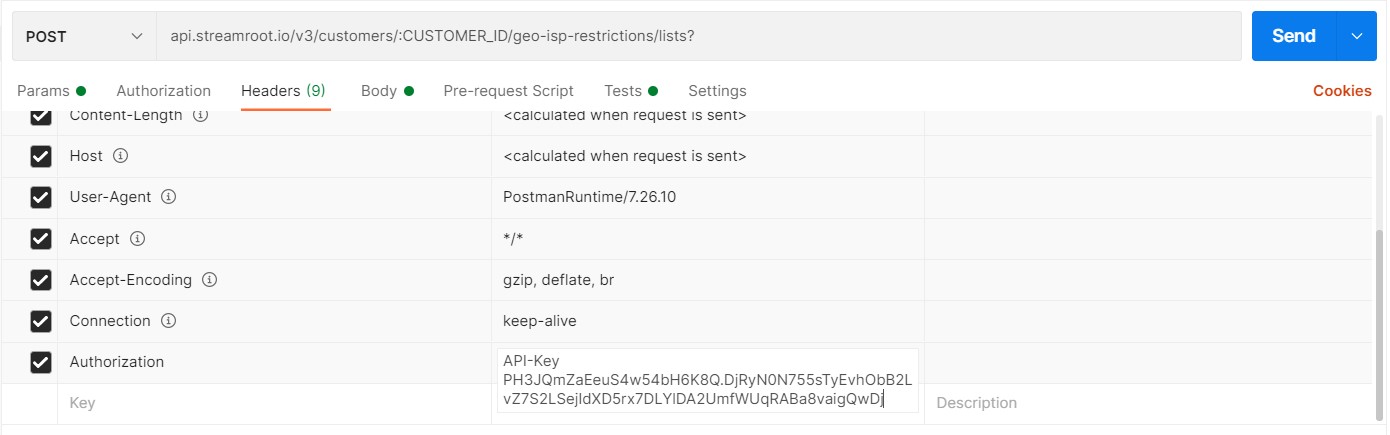 POST api.streamroot.io/v3/customers/:CUSTOMER_ID/geo-isp-restrictions/lists? Send
Params Authorization Headers (9) Body Pre-request Script Tests Settings Cookies
Content-Length <calculated when request is sent>
Host <calculated when request is sent>
User-Agent PostmanRuntime/7.26.10
Accept */*
Accept-Encoding gzip, deflate, br
Connection keep-alive
Authorization API-Key
PH3JQmZaEeuS4w54bH6K8Q.DjRyN0N755sTyEvhObB2L
vZ7S2LSejIdXD5rx7DLYlDA2UmfWUqRABa8vaigQwDj
Key Description